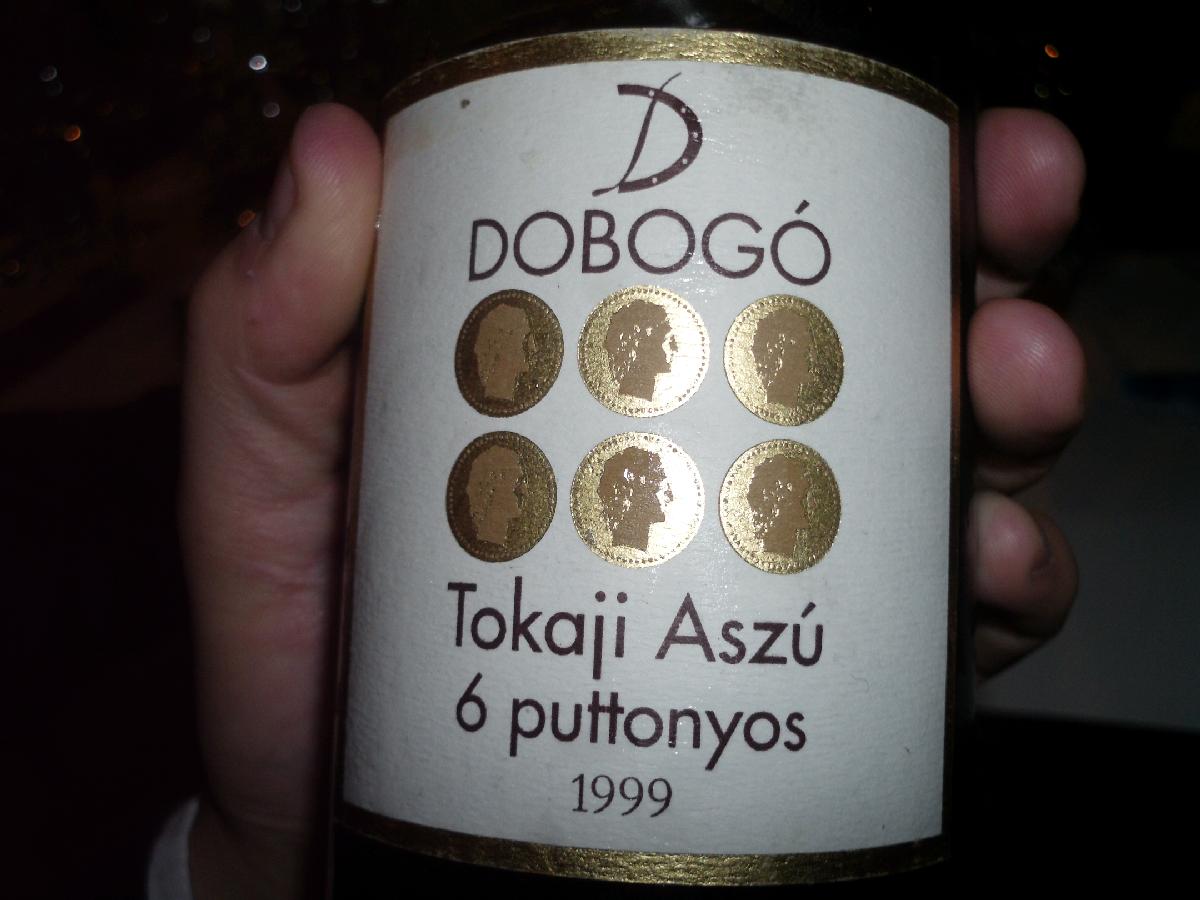 D
DOBOGÓ
Tokaji Aszú
6 puttonyos
1999